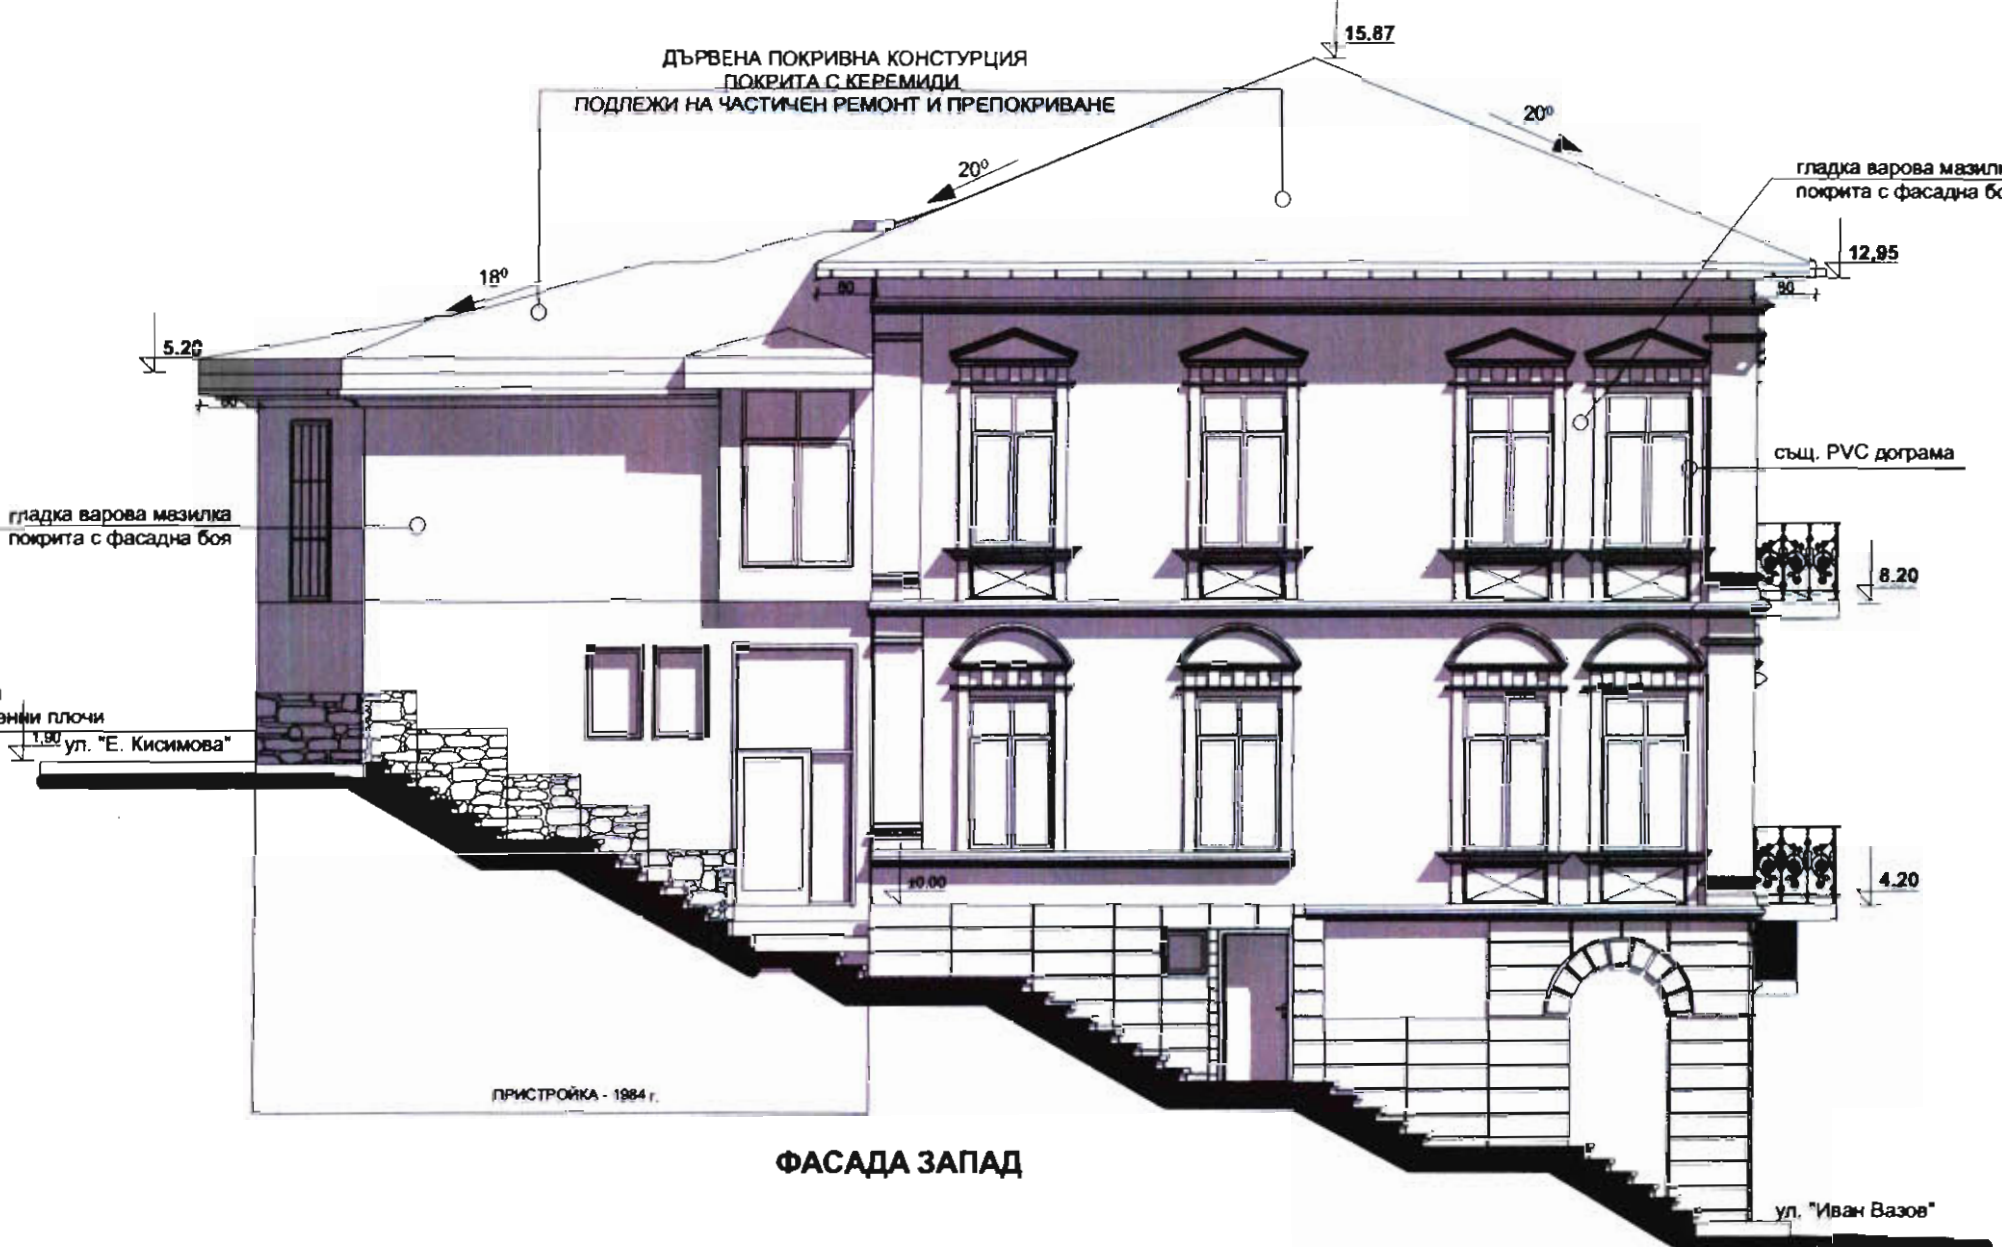 15.87
ДЪРВЕНА ПОКРИВНА КОНСТУРЦИЯ
ПОКРИТА С КЕРЕМИДИ
ПОДЛЕЖИ НА ЧАСТИЧЕН РЕМОНТ И ПРЕПОКРИВАНЕ
20⁰
20⁰
гладка варова мазилк
покрита с фасадна бо
12,95
18⁰
80
80
5.20
80
същ. PVC дограма
гладка варова мазилка
покрита с фасадна боя
8.20
плочи
1,90
ул. "Е. Кисимова"
±0.00
4.20
ПРИСТРОЙКА - 1984 г.
ФАСАДА ЗАПАД
ул. "Иван Вазов"